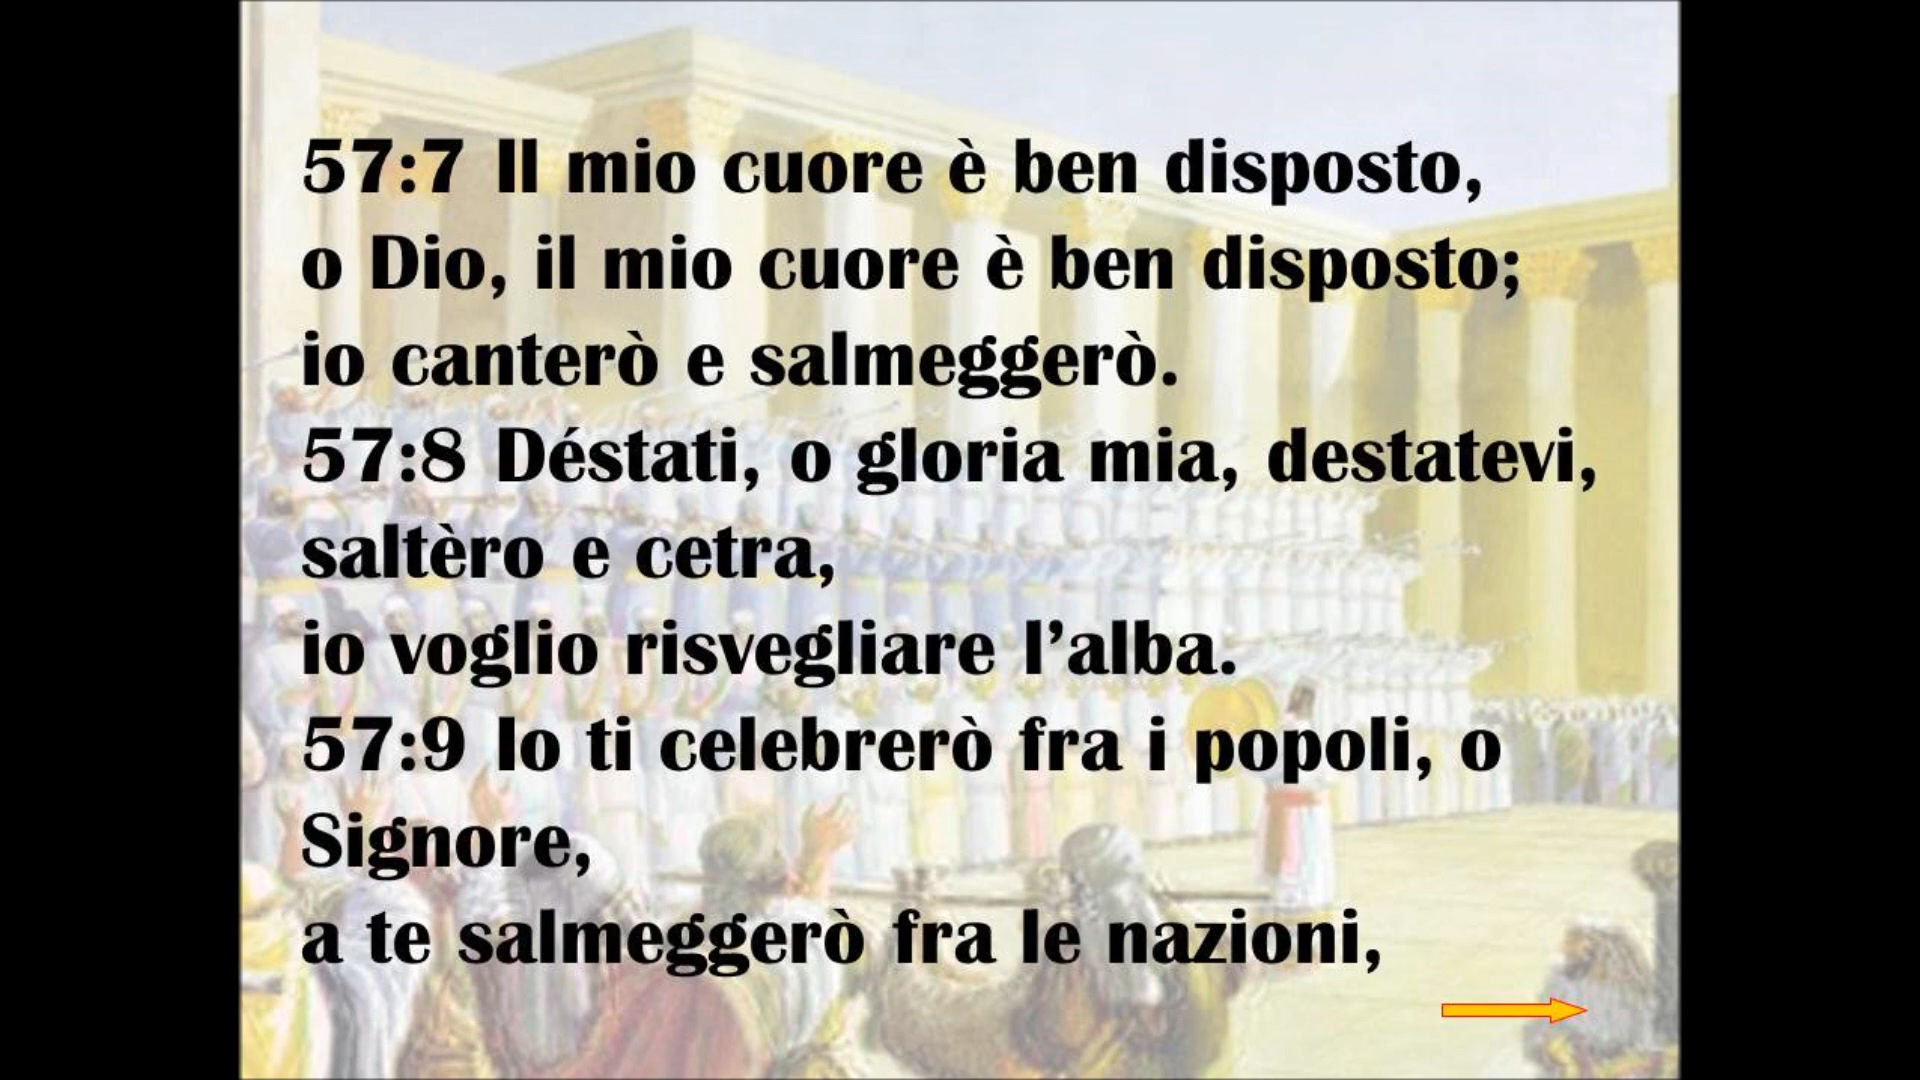 57:7 Il mio cuore è ben disposto,
o Dio, il mio cuore è ben disposto;
io canterò e salmeggerò.
57:8 Déstati, o gloria mia, destatevi,
saltèro e cetra,
io voglio risvegliare l’alba.
57:9 Io ti celebrerò fra i popoli, o
Signore,
a te salmeggerò fra le nazioni,